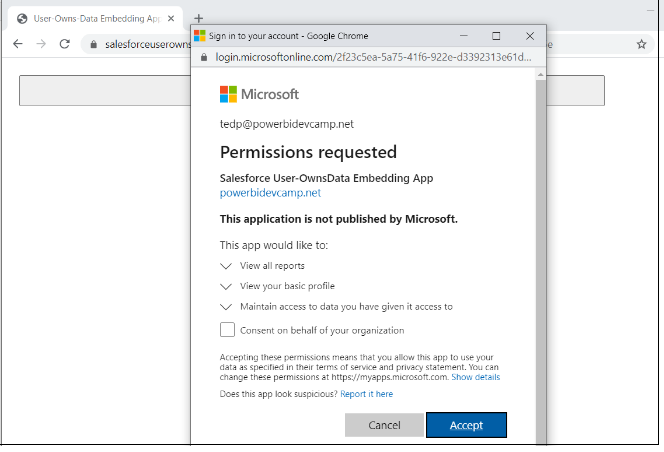 User-Owns-Data Embedding App
Sign in to your account - Google Chrome
salesforceuserowns
login.microsoftonline.com/2f23c5ea-5a75-41f6-922e-d3392313e61d...
Microsoft
tedp@powerbidevcamp.net
Permissions requested
Salesforce User-OwnsData Embedding App
powerbidevcamp.net
This application is not published by Microsoft.
This app would like to:
View all reports
View your basic profile
Maintain access to data you have given it access to
Consent on behalf of your organization
Accepting these permissions means that you allow this app to use your
data as specified in their terms of service and privacy statement. You can
change these permissions at https://myapps.microsoft.com. Show details
Does this app look suspicious? Report it here
Cancel
Accept